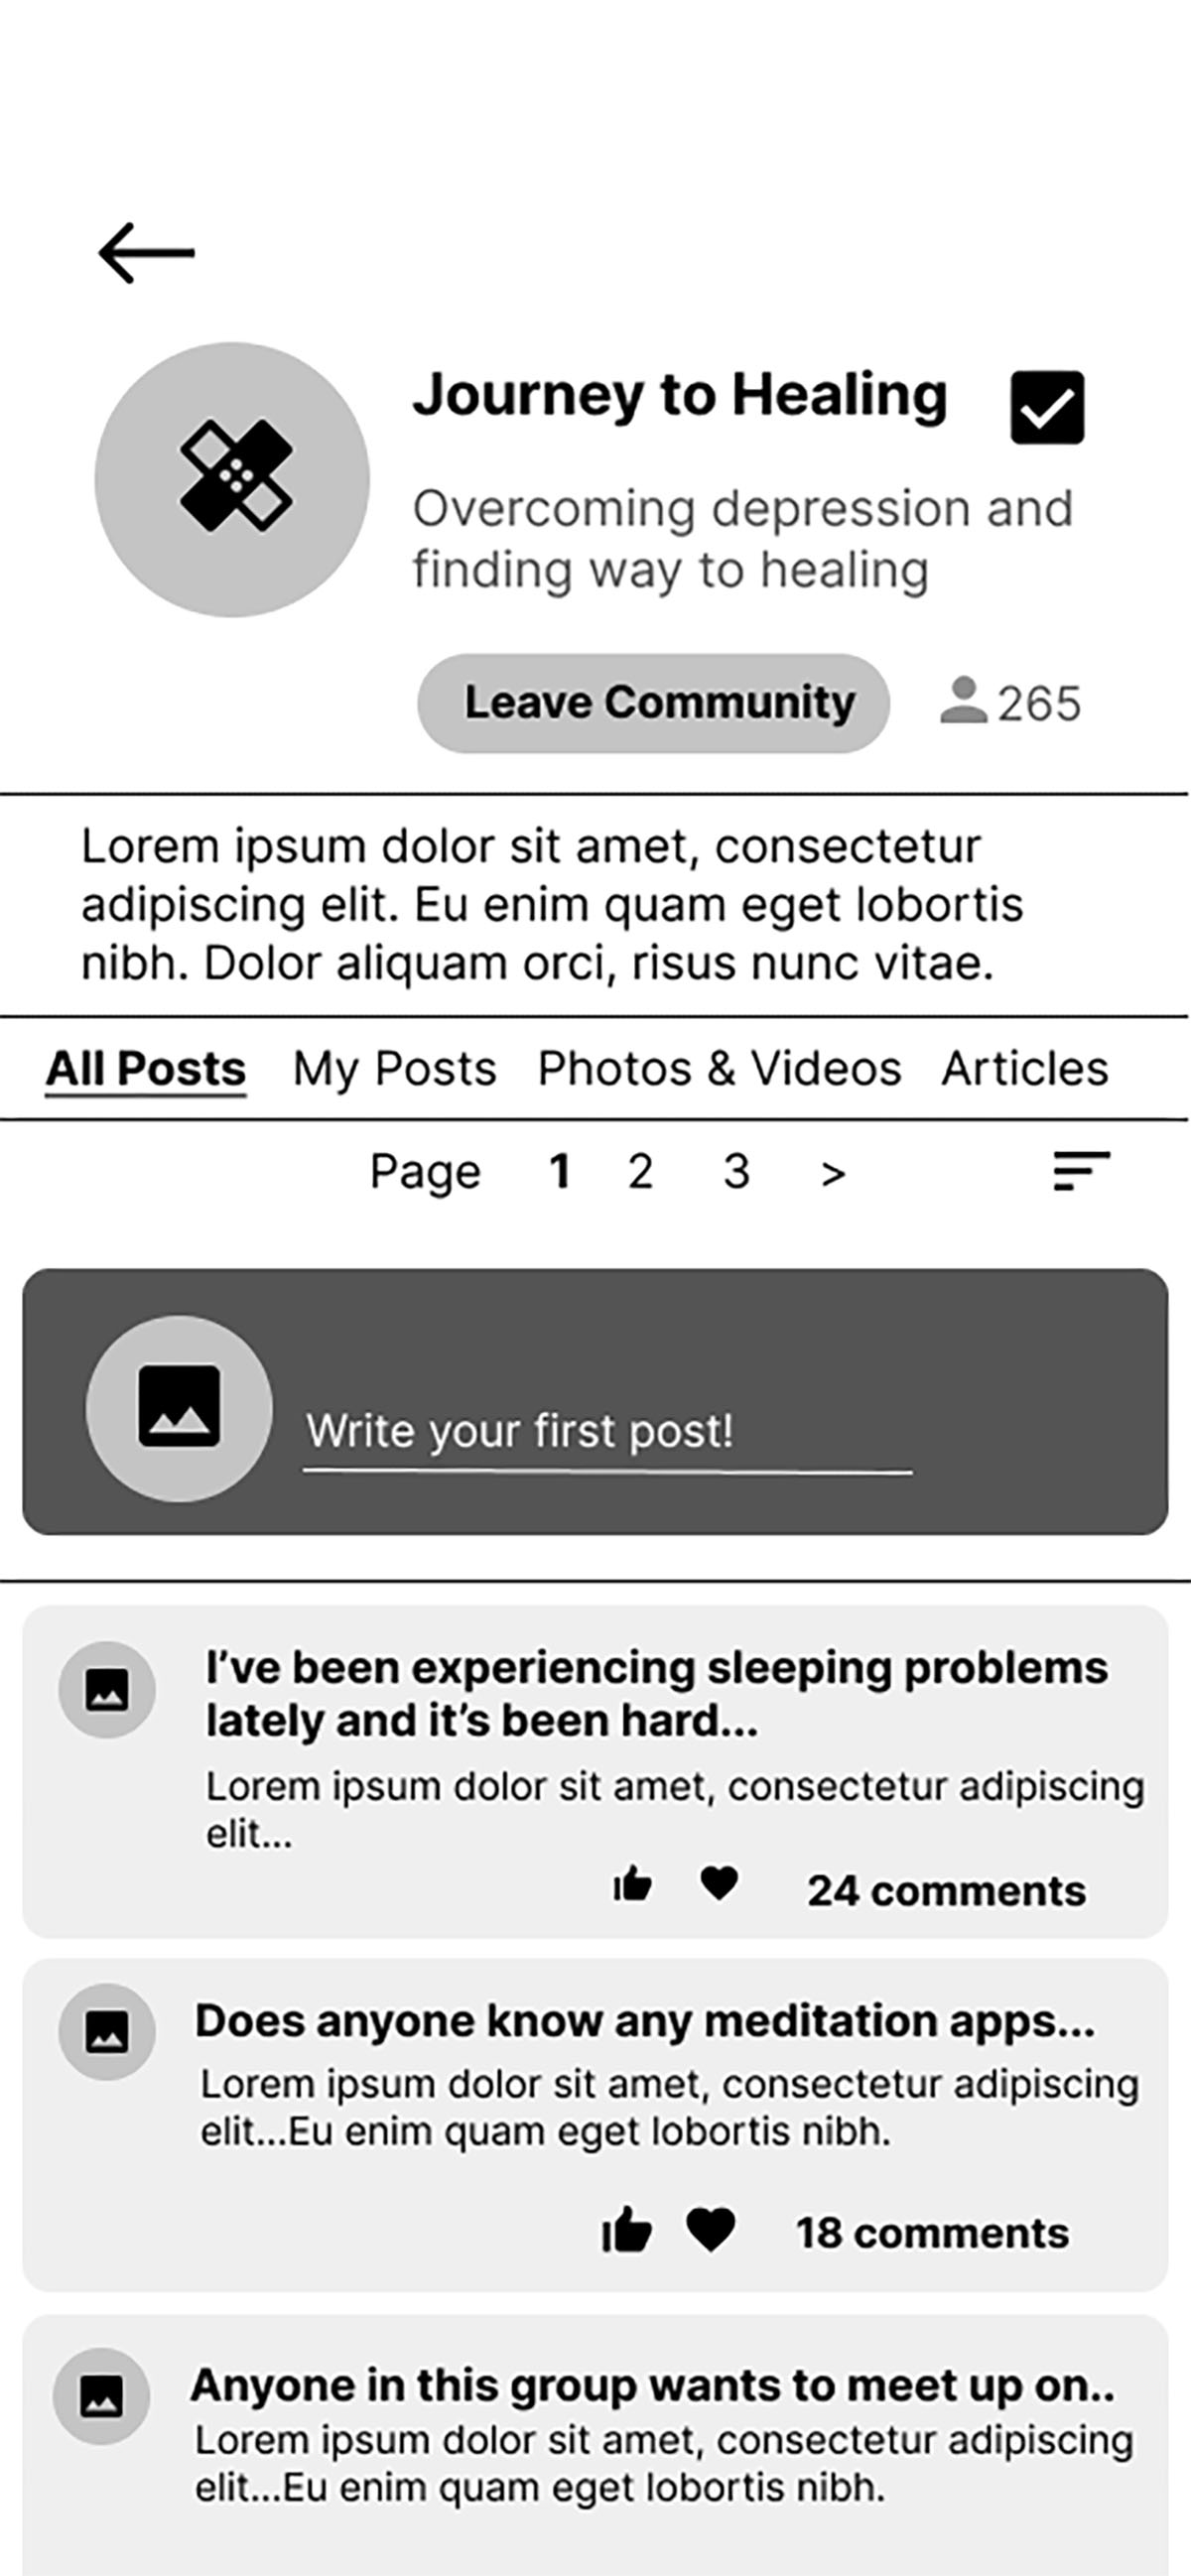 Journey to Healing
Overcoming depression and
finding way to healing
Leave Community
265
Lorem ipsum dolor sit amet, consectetur
adipiscing elit. Eu enim quam eget lobortis
nibh. Dolor aliquam orci, risus nunc vitae.
All Posts My Posts Photos & Videos Articles
Page 1 2 3 >
Write your first post!
I’ve been experiencing sleeping problems
lately and it’s been hard...
Lorem ipsum dolor sit amet, consectetur adipiscing
elit...
24 comments
Does anyone know any meditation apps...
Lorem ipsum dolor sit amet, consectetur adipiscing
elit...Eu enim quam eget lobortis nibh.
18 comments
Anyone in this group wants to meet up on..
Lorem ipsum dolor sit amet, consectetur adipiscing
elit...Eu enim quam eget lobortis nibh.